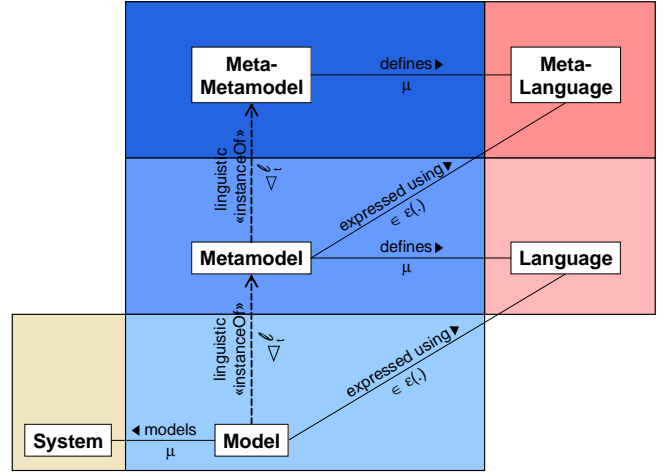 Meta-
Metamodel
defines ▶
μ
Meta-
Language
linguistic
«instanceOf»
expressed using ▶
∈ ε(.)
Metamodel
defines ▶
μ
Language
linguistic
«instanceOf»
expressed using ▶
∈ ε(.)
System
◀ models
μ
Model